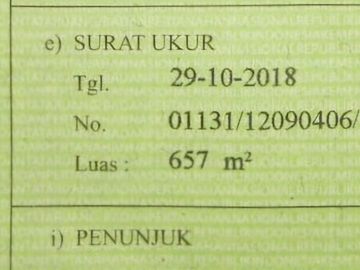 e) SURAT UKUR
Tgl. 29-10-2018
No. 01131/12090406/
Luas : 657 m²
i) PENUNJUK